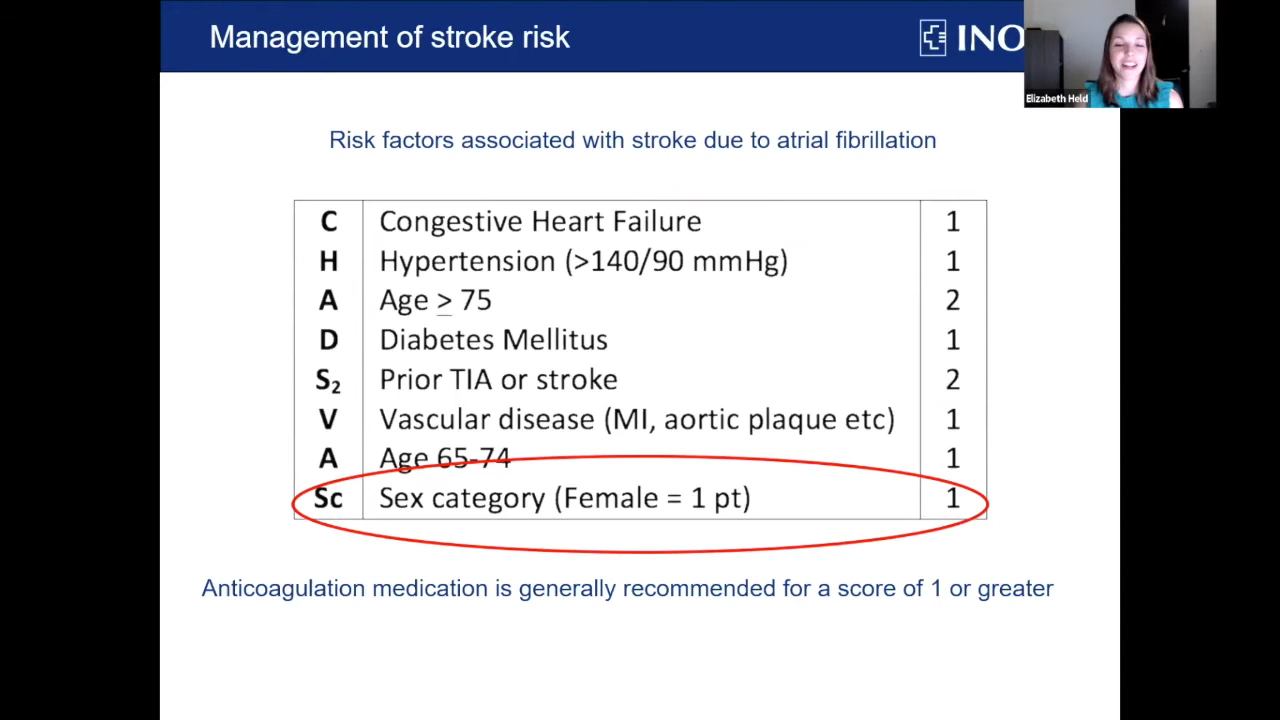 Management of stroke risk
INO
Elizabeth Held
Risk factors associated with stroke due to atrial fibrillation
C Congestive Heart Failure 1
H Hypertension (>140/90 mmHg) 1
A Age ≥ 75 2
D Diabetes Mellitus 1
S₂ Prior TIA or stroke 2
V Vascular disease (MI, aortic plaque etc) 1
A Age 65-74 1
Sc Sex category (Female = 1 pt) 1
Anticoagulation medication is generally recommended for a score of 1 or greater